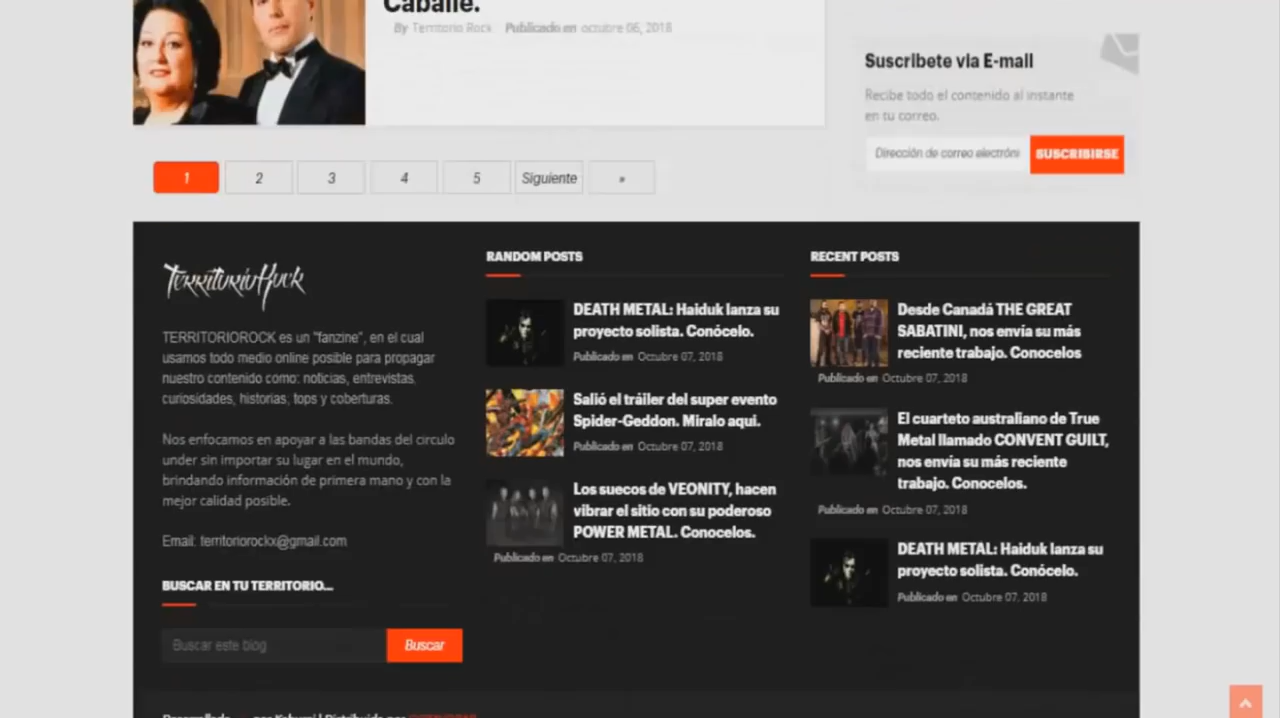 Caballé.
By Territorio Rock Publicado en octubre 06, 2018
Suscribete via E-mail
Recibe todo el contenido al instante
en tu correo.
Dirección de correo electróni
SUSCRIBIRSE
1 2 3 4 5 Siguiente »
TerritorioRock
TERRITORIOROCK es un "fanzine", en el cual
usamos todo medio online posible para propagar
nuestro contenido como: noticias, entrevistas,
curiosidades, historias, tops y coberturas.
Nos enfocamos en apoyar a las bandas del circulo
under sin importar su lugar en el mundo,
brindando información de primera mano y con la
mejor calidad posible.
Email: territoriorockx@gmail.com
BUSCAR EN TU TERRITORIO...
Buscar este blog
Buscar
RANDOM POSTS
DEATH METAL: Haiduk lanza su
proyecto solista. Conócelo.
Publicado en Octubre 07, 2018
Salió el tráiler del super evento
Spider-Geddon. Miralo aqui.
Publicado en Octubre 07, 2018
Los suecos de VEONITY, hacen
vibrar el sitio con su poderoso
POWER METAL. Conocelos.
Publicado en Octubre 07, 2018
RECENT POSTS
Desde Canadá THE GREAT
SABATINI, nos envía su más
reciente trabajo. Conocelos
Publicado en Octubre 07, 2018
El cuarteto australiano de True
Metal llamado CONVENT GUILT,
nos envía su más reciente
trabajo. Conocelos.
Publicado en Octubre 07, 2018
DEATH METAL: Haiduk lanza su
proyecto solista. Conócelo.
Publicado en Octubre 07, 2018